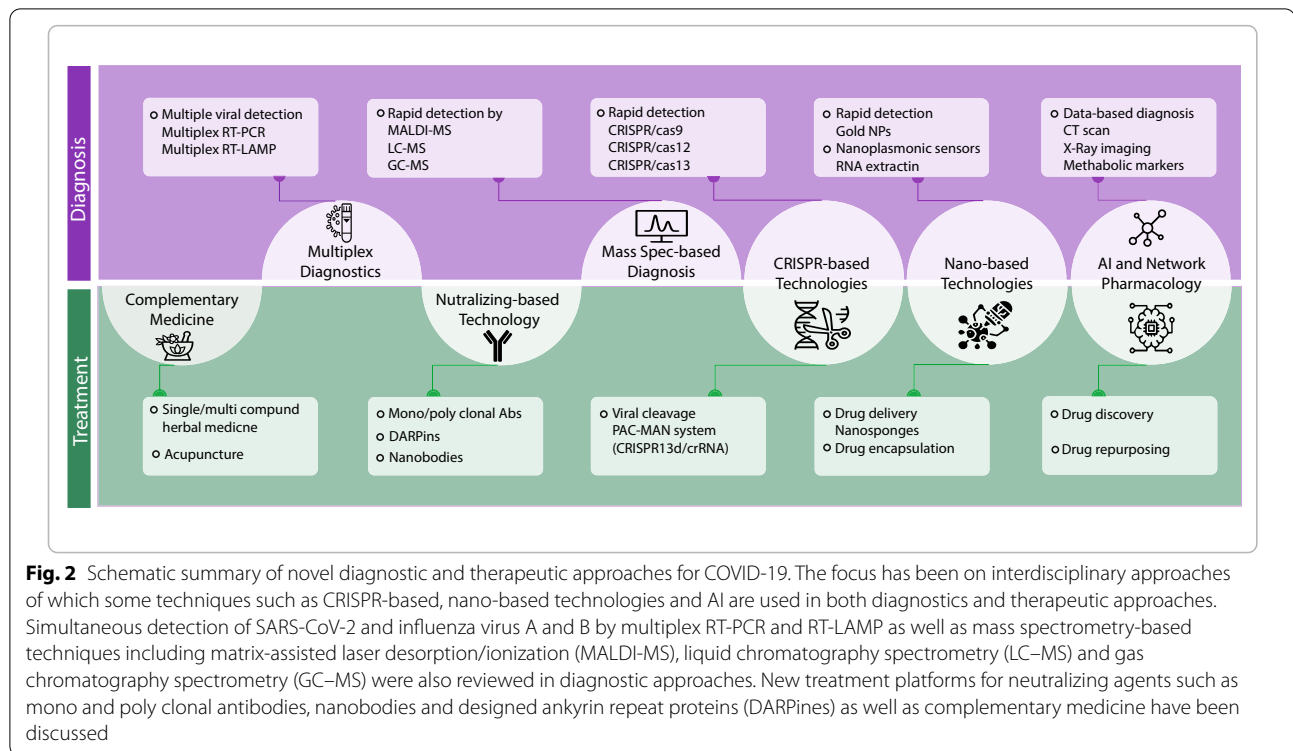 Diagnosis
Multiple viral detection
Multiplex RT-PCR
Multiplex RT-LAMP
Rapid detection by
MALDI-MS
LC-MS
GC-MS
Rapid detection
CRISPR/cas9
CRISPR/cas12
CRISPR/cas13
Rapid detection
Gold NPs
Nanoplasmonic sensors
RNA extractin
Data-based diagnosis
CT scan
X-Ray imaging
Methabolic markers
Multiplex
Diagnostics
Mass Spec-based
Diagnosis
CRISPR-based
Technologies
Nano-based
Technologies
AI and Network
Pharmacology
Treatment
Complementary
Medicine
Nutralizing-based
Technology
Single/multi compund
herbal medicne
Acupuncture
Mono/poly clonal Abs
DARPins
Nanobodies
Viral cleavage
PAC-MAN system
(CRISPR13d/crRNA)
Drug delivery
Nanosponges
Drug encapsulation
Drug discovery
Drug repurposing
Fig. 2 Schematic summary of novel diagnostic and therapeutic approaches for COVID-19. The focus has been on interdisciplinary approaches
of which some techniques such as CRISPR-based, nano-based technologies and AI are used in both diagnostics and therapeutic approaches.
Simultaneous detection of SARS-CoV-2 and influenza virus A and B by multiplex RT-PCR and RT-LAMP as well as mass spectrometry-based
techniques including matrix-assisted laser desorption/ionization (MALDI-MS), liquid chromatography spectrometry (LC–MS) and gas
chromatography spectrometry (GC–MS) were also reviewed in diagnostic approaches. New treatment platforms for neutralizing agents such as
mono and poly clonal antibodies, nanobodies and designed ankyrin repeat proteins (DARPines) as well as complementary medicine have been
discussed